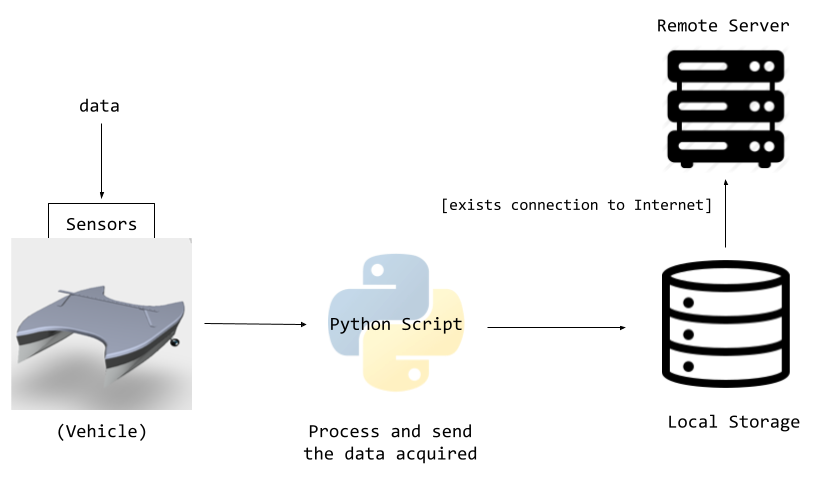 Remote Server
data
[exists connection to Internet]
Sensors
Python Script
(Vehicle)
Process and send
the data acquired
Local Storage